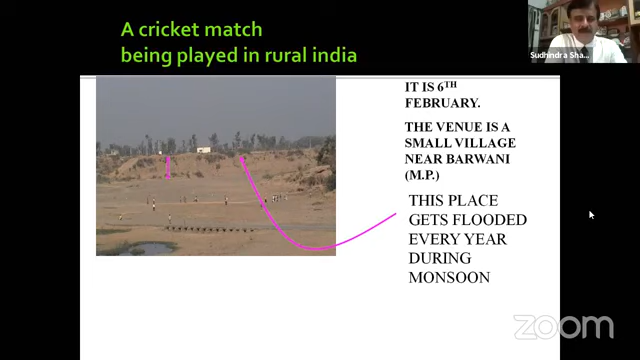 A cricket match
being played in rural india
Sudhindra Sha...
IT IS 6TH
FEBRUARY.
THE VENUE IS A
SMALL VILLAGE
NEAR BARWANI
(M.P.)
THIS PLACE
GETS FLOODED
EVERY YEAR
DURING
MONSOON
zoom